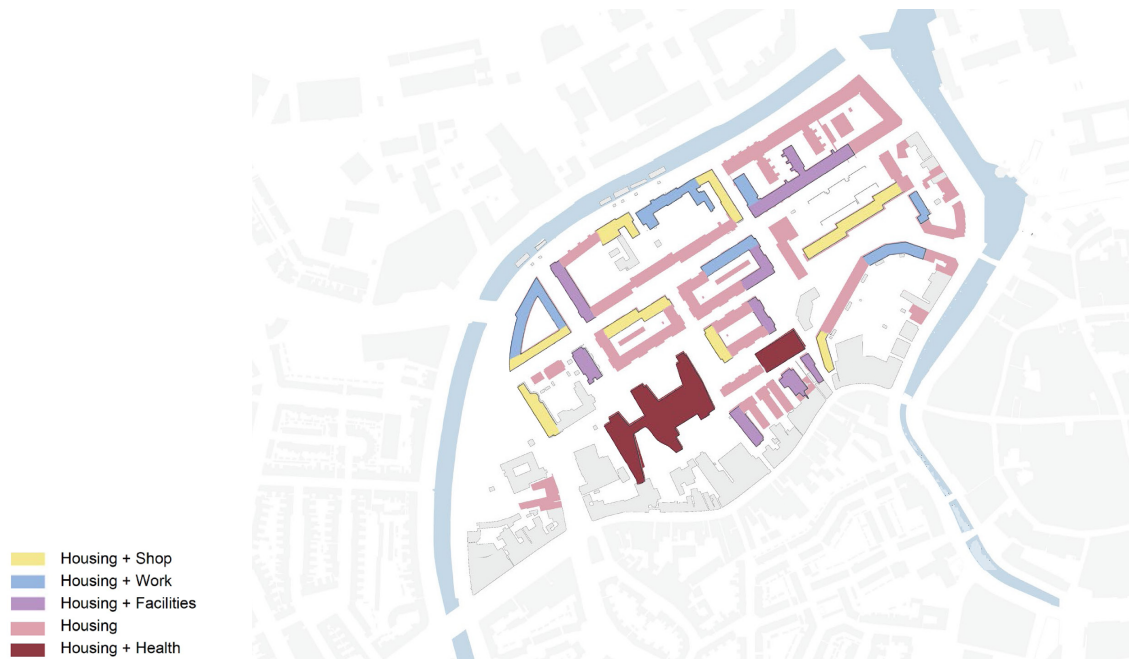 Housing + Shop
Housing + Work
Housing + Facilities
Housing
Housing + Health